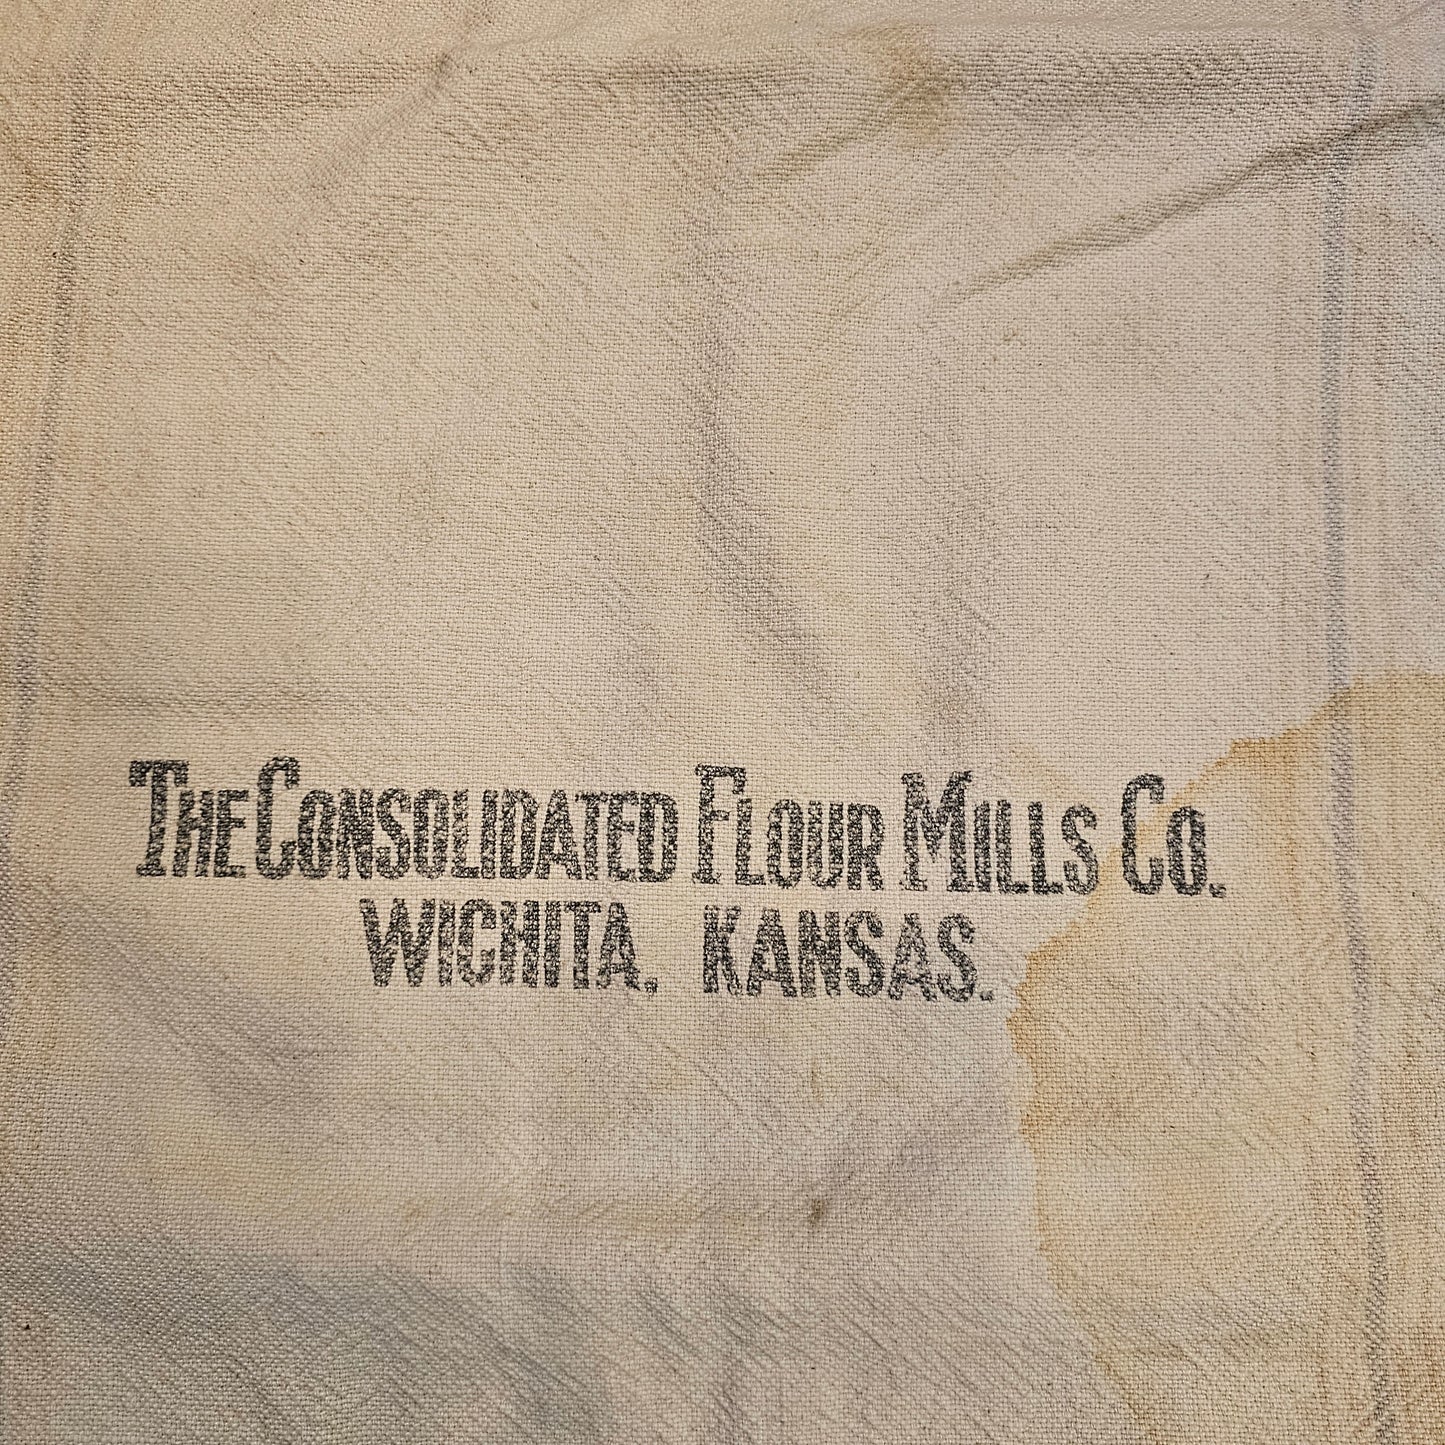 The Consolidated Flour Mills Co.
WICHITA, KANSAS.